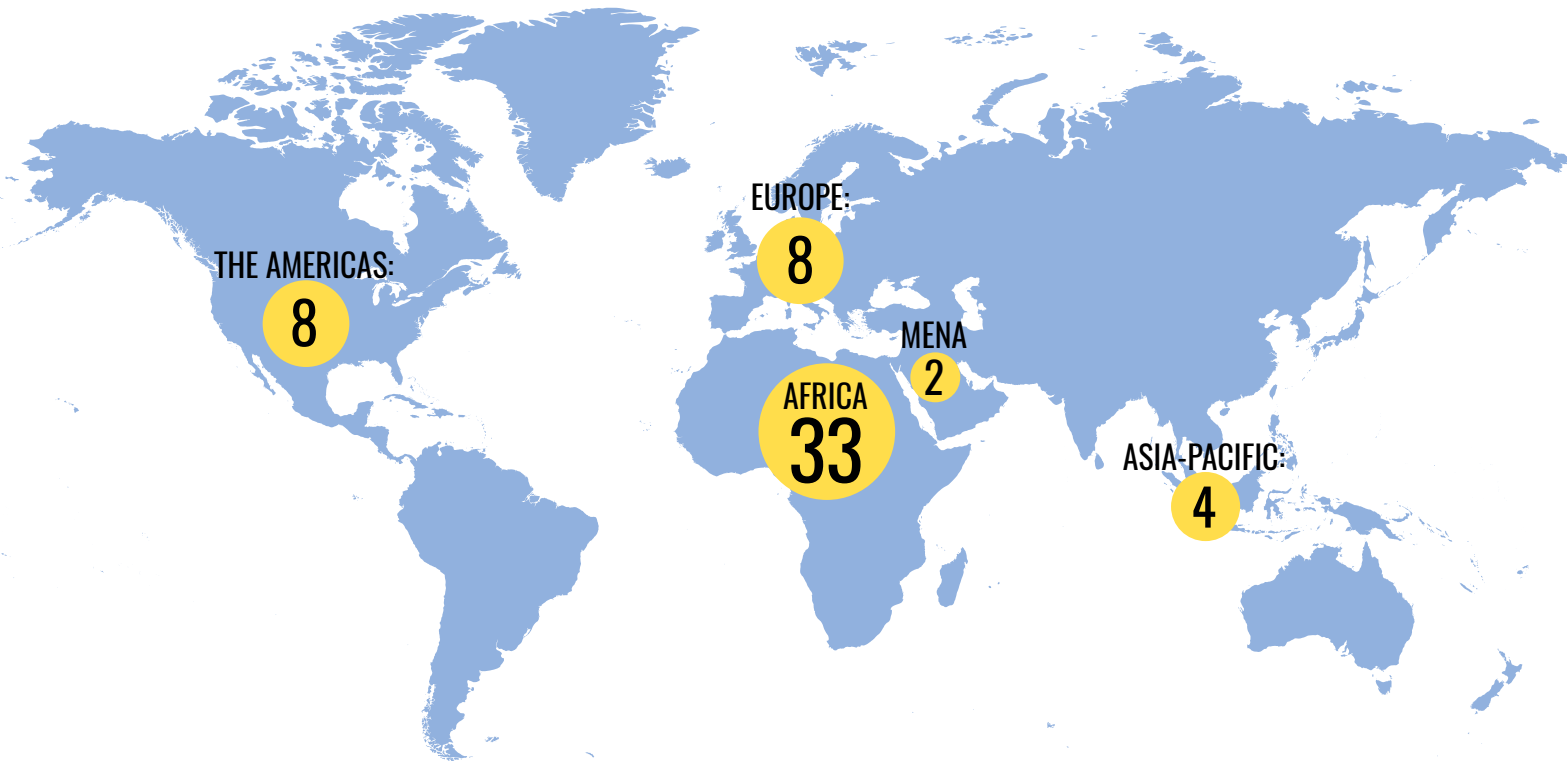 EUROPE:
8
THE AMERICAS:
8
MENA
2
AFRICA
33
ASIA-PACIFIC:
4